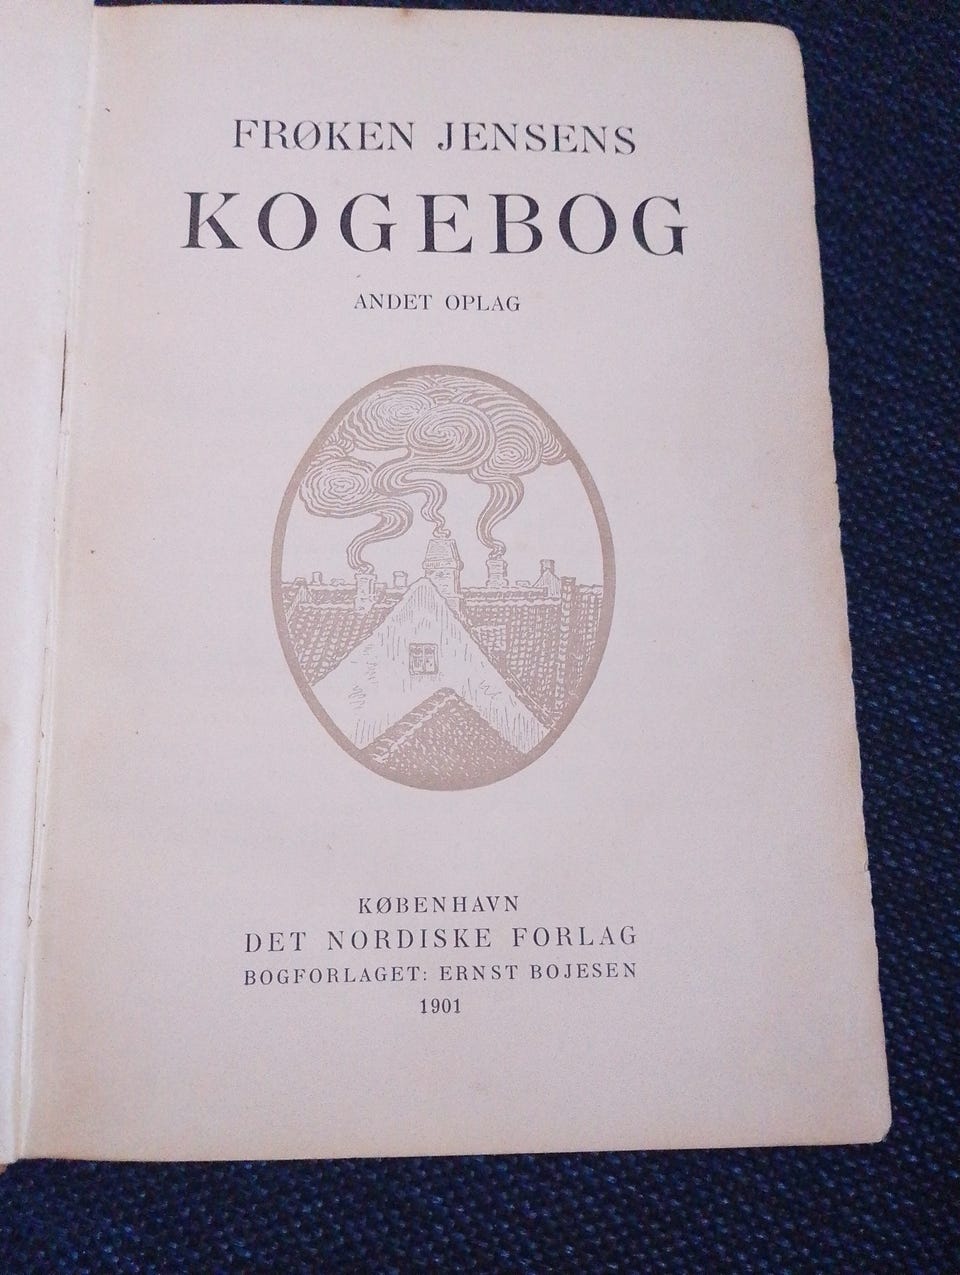 FRØKEN JENSENS
KOGEBOG
ANDET OPLAG
KØBENHAVN
DET NORDISKE FORLAG
BOGFORLAGET: ERNST BOJESEN
1901